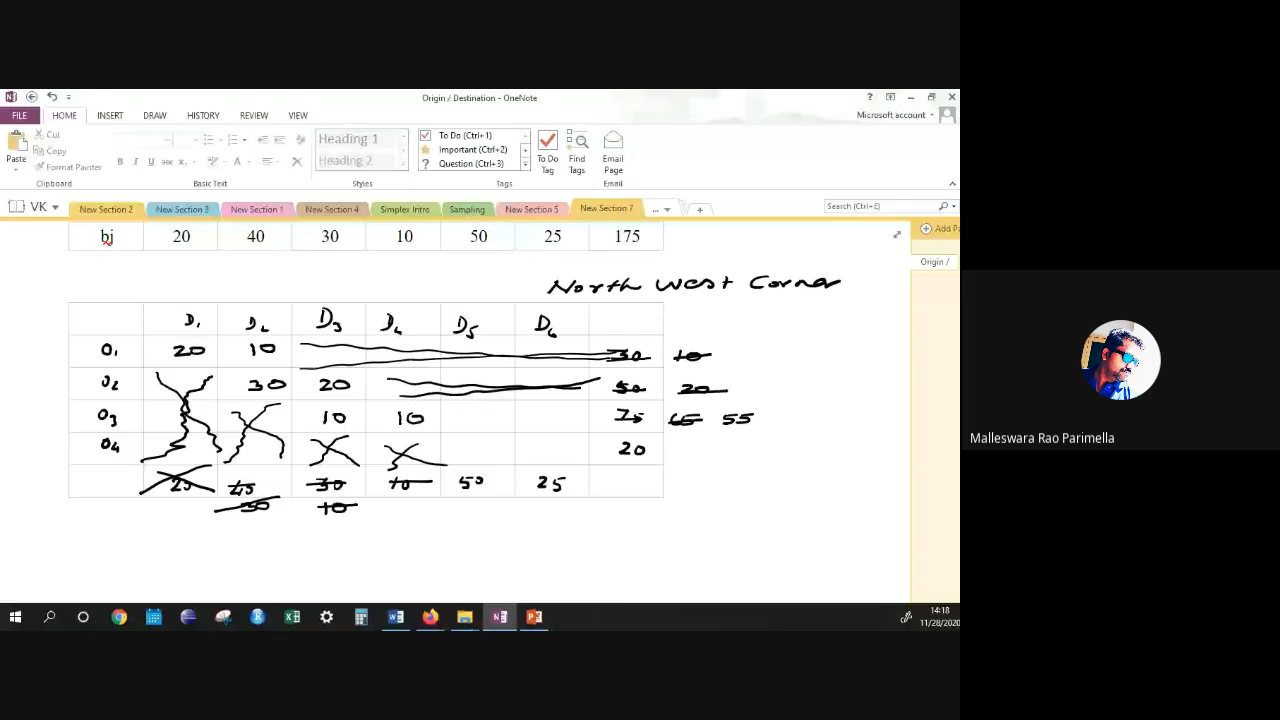 Origin / Destination - OneNote
FILE HOME INSERT DRAW HISTORY REVIEW VIEW
Microsoft account
Paste
Cut
Copy
Format Painter
Clipboard
Basic Text
Heading 1
Heading 2
Styles
To Do (Ctrl+1)
Important (Ctrl+2)
Question (Ctrl+3)
Tags
To Do Tag
Find Tags
Email Page
Email
VK New Section 2 New Section 3 New Section 1 New Section 4 Simplex Intro Sampling New Section 5 New Section 7
Search (Ctrl+E)
Add Pa
Origin /
bj 20 40 30 10 50 25 175
North West Corner
D1 D2 D3 D4 D5 D6
O1 20 10 30 10
O2 30 20 50 20
O3 10 10 75 65 55
O4 20
20 40 30 10 50 25
30 10
Malleswara Rao Parimella
14:18
11/28/2020